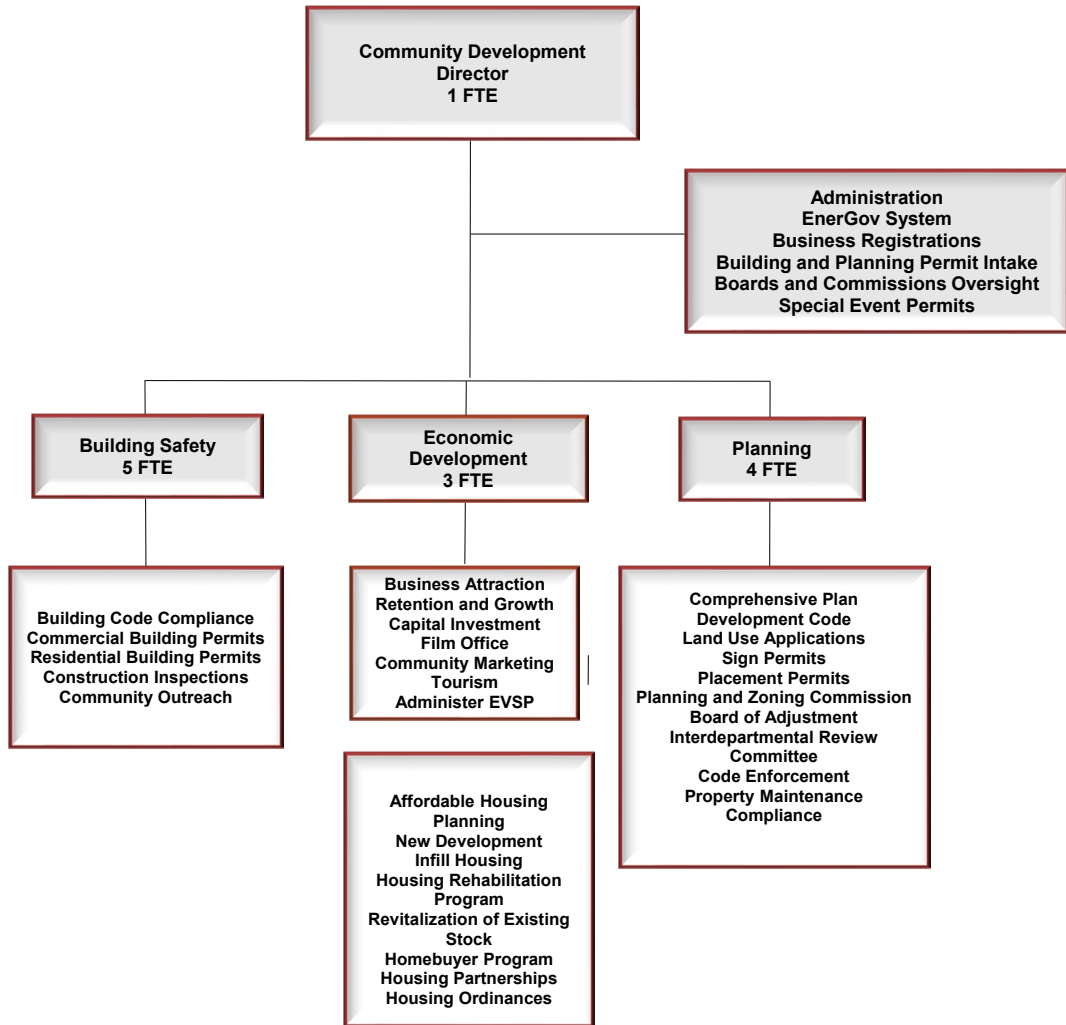 Community Development
Director
1 FTE
Administration
EnerGov System
Business Registrations
Building and Planning Permit Intake
Boards and Commissions Oversight
Special Event Permits
Building Safety
5 FTE
Economic
Development
3 FTE
Planning
4 FTE
Building Code Compliance
Commercial Building Permits
Residential Building Permits
Construction Inspections
Community Outreach
Business Attraction
Retention and Growth
Capital Investment
Film Office
Community Marketing
Tourism
Administer EVSP
Comprehensive Plan
Development Code
Land Use Applications
Sign Permits
Placement Permits
Planning and Zoning Commission
Board of Adjustment
Interdepartmental Review
Committee
Code Enforcement
Property Maintenance
Compliance
Affordable Housing
Planning
New Development
Infill Housing
Housing Rehabilitation
Program
Revitalization of Existing
Stock
Homebuyer Program
Housing Partnerships
Housing Ordinances